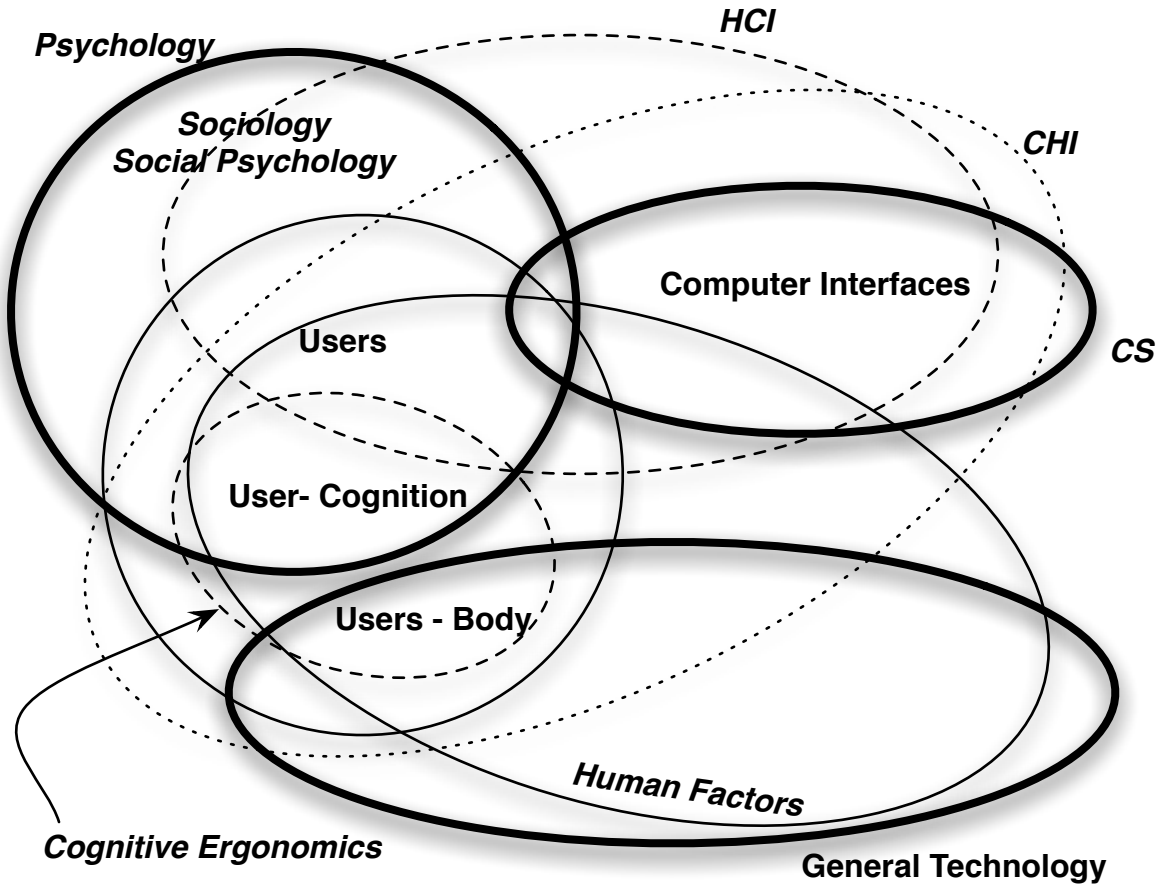 HCI
Psychology
Sociology
Social Psychology
CHI
Computer Interfaces
Users
CS
User- Cognition
Users - Body
Human Factors
Cognitive Ergonomics
General Technology